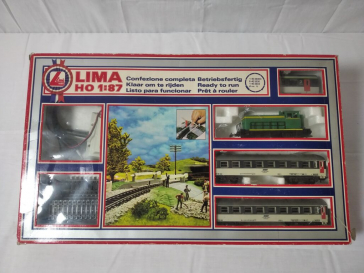 LIMA
HO 1:87
Confezione completa Betriebsfertig
Klaar om te rijden Ready to run
Listo para funcionar Prêt à rouler